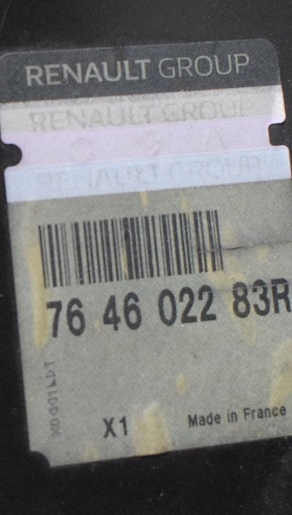 RENAULT GROUP
RENAULT GROUP
RENAULT GROUP
76 46 022 83R
X1
Made in France